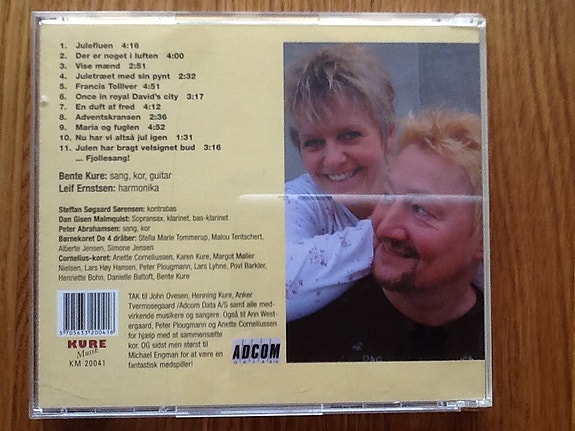 1. Julefluen 4:16
2. Der er noget i luften 4:00
3. Vise mænd 2:51
4. Juletræet med sin pynt 2:32
5. Francis Tolliver 4:51
6. Once in royal David's city 3:17
7. En duft af fred 4:12
8. Adventskransen 2:36
9. Maria og fuglen 4:52
10. Nu har vi altså jul igen 1:31
11. Julen har bragt velsignet bud 3:16
... Fjollesang!
Bente Kure: sang, kor, guitar
Leif Ernstsen: harmonika
Steffan Søgaard Sørensen: kontrabas
Dan Gisen Malmquist: Sopransax, klarinet, bas-klarinet
Peter Abrahamsen: sang, kor
Børnekoret De 4 dråber: Stella Marie Tommerup, Malou Tentschert,
Alberte Jensen, Simone Jensen
Cornelius-koret: Anette Corneliussen, Karen Kure, Margot Møller
Nielsen, Lars Høy Hansen, Peter Plougmann, Lars Lyhne, Povl Barkler,
Henriette Bohn, Danielle Baltoft, Bente Kure
TAK til John Ovesen, Henning Kure, Anker
Tvermosegaard /Adcom Data A/S samt alle med-
virkende musikere og sangere. Også til Ann West-
ergaard, Peter Plougmann og Anette Corneliussen
for hjælp med at sammensætte
kor. OG sidst men størst til
Michael Engman for at være en
fantastisk medspiller!
5 705633 200418
KURE
Musik
KM 20041
ADCOM